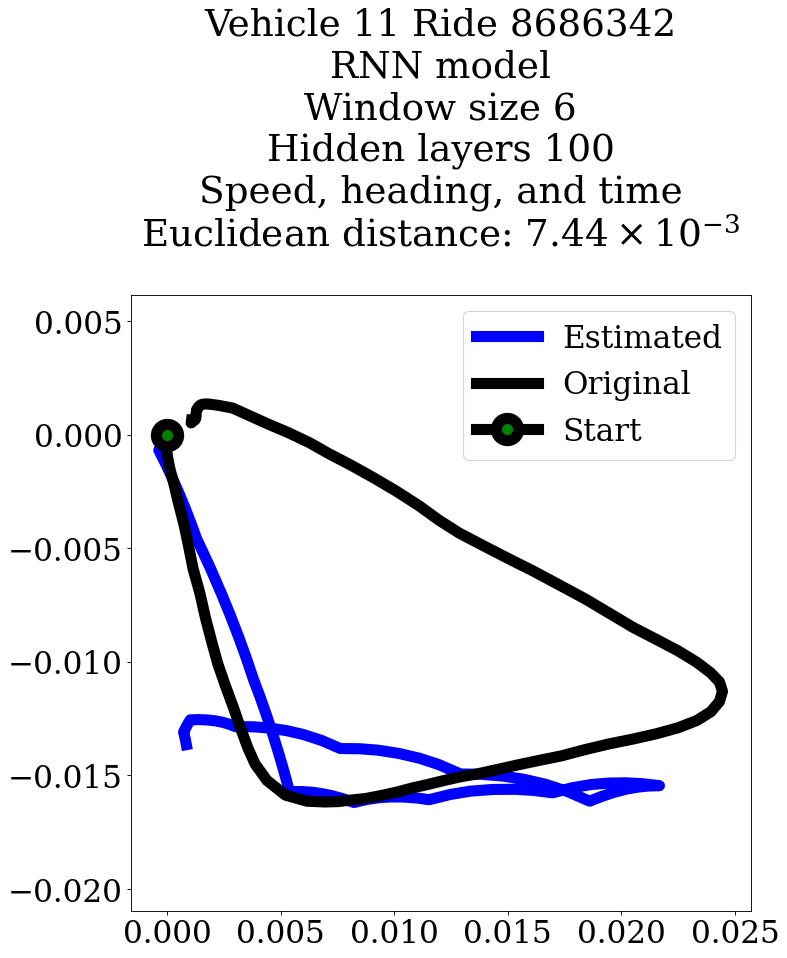 Vehicle 11 Ride 8686342
RNN model
Window size 6
Hidden layers 100
Speed, heading, and time
Euclidean distance: 7.44 × 10⁻³
Estimated
Original
Start
0.005
0.000
−0.005
−0.010
−0.015
−0.020
0.000 0.005 0.010 0.015 0.020 0.025